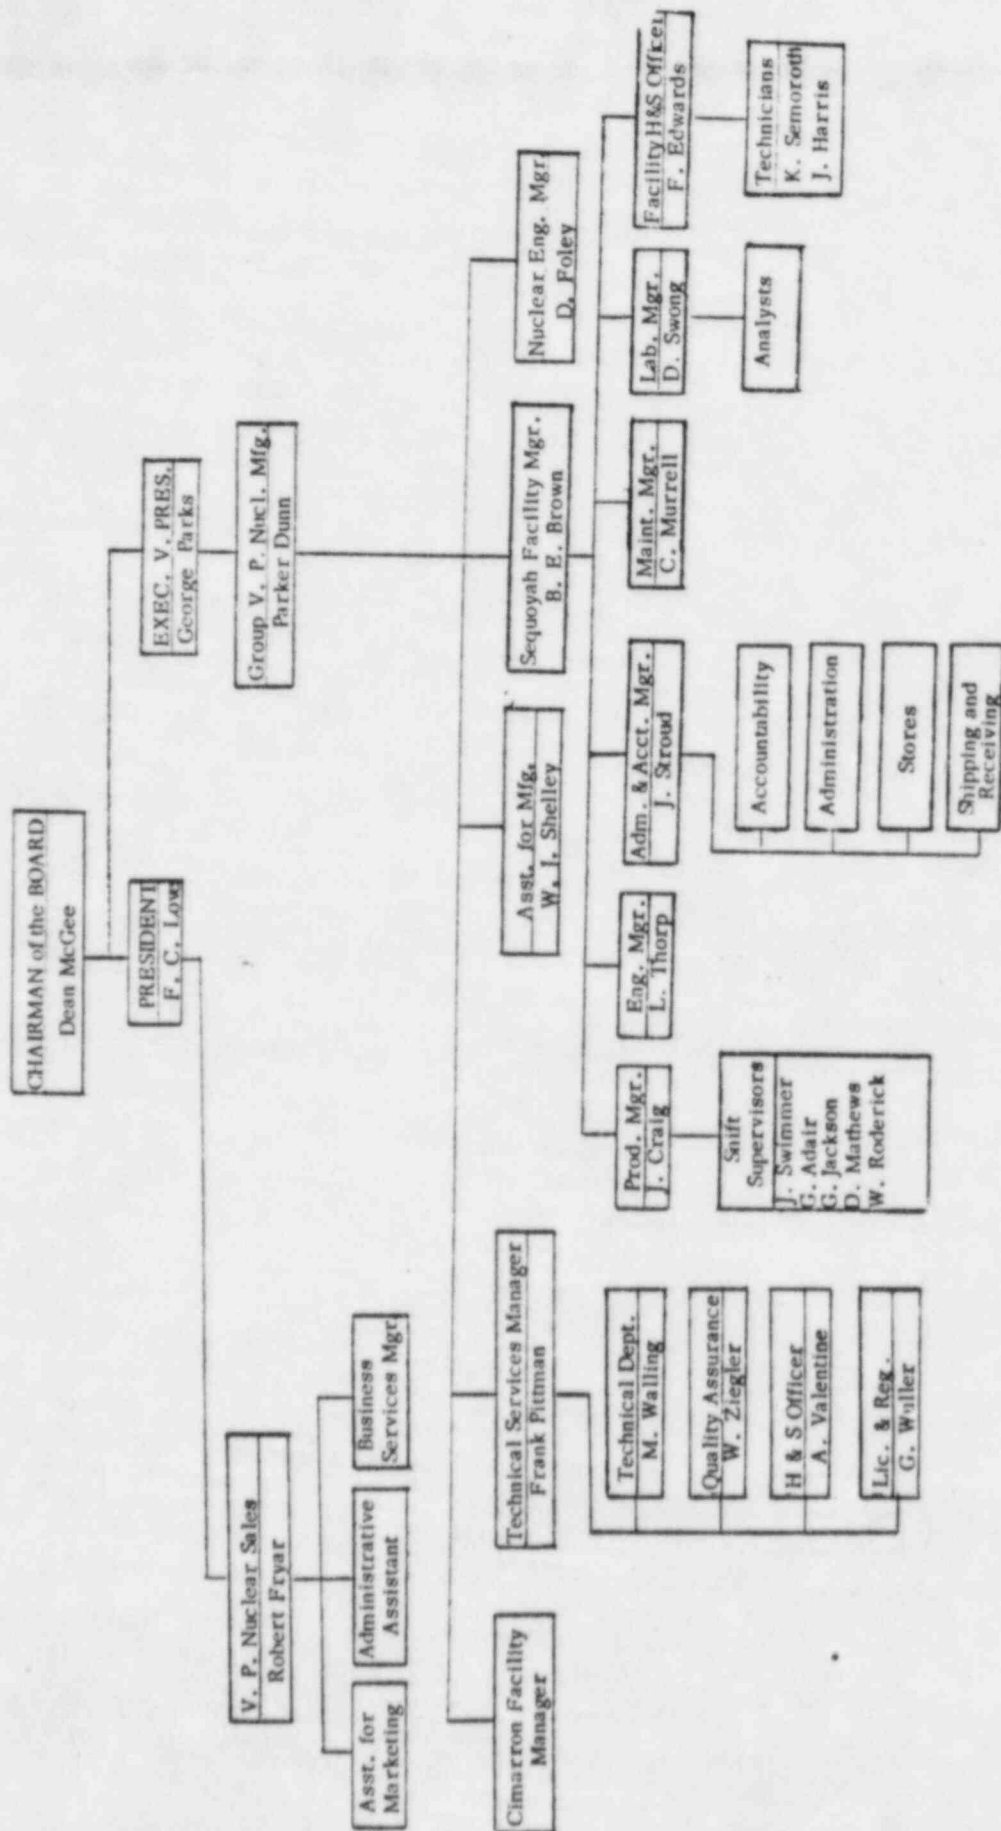 CHAIRMAN of the BOARD
Dean McGee
PRESIDENT
F. C. Love
EXEC. V. PRES.
George Parks
V. P. Nuclear Sales
Robert Fryar
Group V. P. Nucl. Mfg.
Parker Dunn
Asst. for
Marketing
Administrative
Assistant
Business
Services Mgr.
Cimarron Facility
Manager
Technical Services Manager
Frank Pittman
Asst. for Mfg.
W. J. Shelley
Sequoyah Facility Mgr.
B. E. Brown
Nuclear Eng. Mgr.
D. Foley
Technical Dept.
M. Walling
Quality Assurance
W. Ziegler
H & S Officer
A. Valentine
Lic. & Reg.
G.
Prod. Mgr.
J. Craig
Eng. Mgr.
L. Thorp
Adm. & Acct. Mgr.
J. Stroud
Maint. Mgr.
C. Murrell
Lab. Mgr.
D. Swong
Facility H&S Officer
F. Edwards
Shift
Supervisors
J. Swimmer
G. Adair
G. Jackson
D. Mathews
W. Roderick
Accountability
Administration
Stores
Shipping and
Receiving
Analysts
Technicians
K. Semoroth
J. Harris